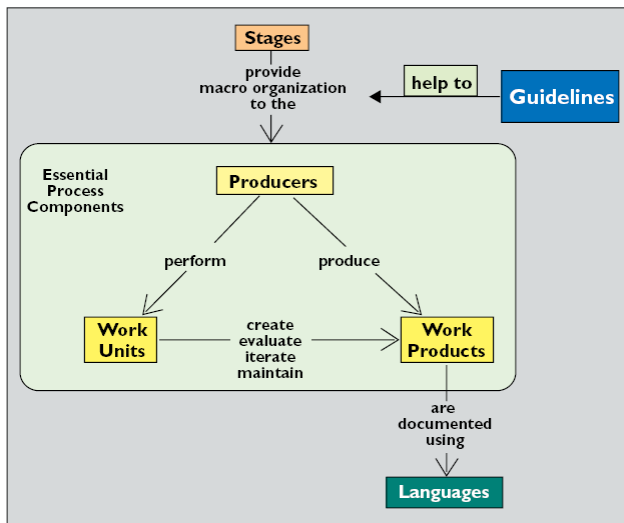 Stages
provide
macro organization
to the
help to
Guidelines
Essential
Process
Components
Producers
perform
produce
Work
Units
create
evaluate
iterate
maintain
Work
Products
are
documented
using
Languages